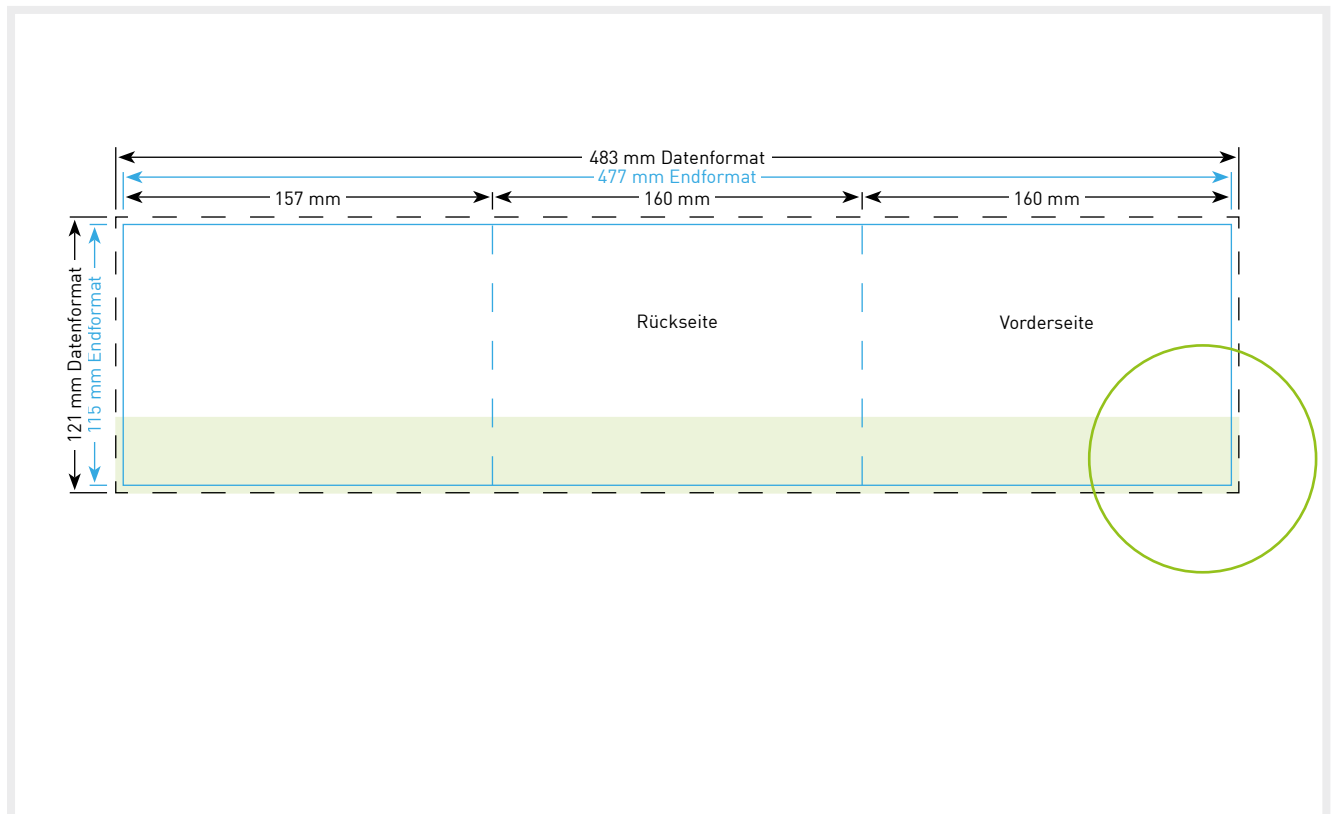 483 mm Datenformat
477 mm Endformat
157 mm
160 mm
160 mm
121 mm Datenformat
115 mm Endformat
Rückseite
Vorderseite